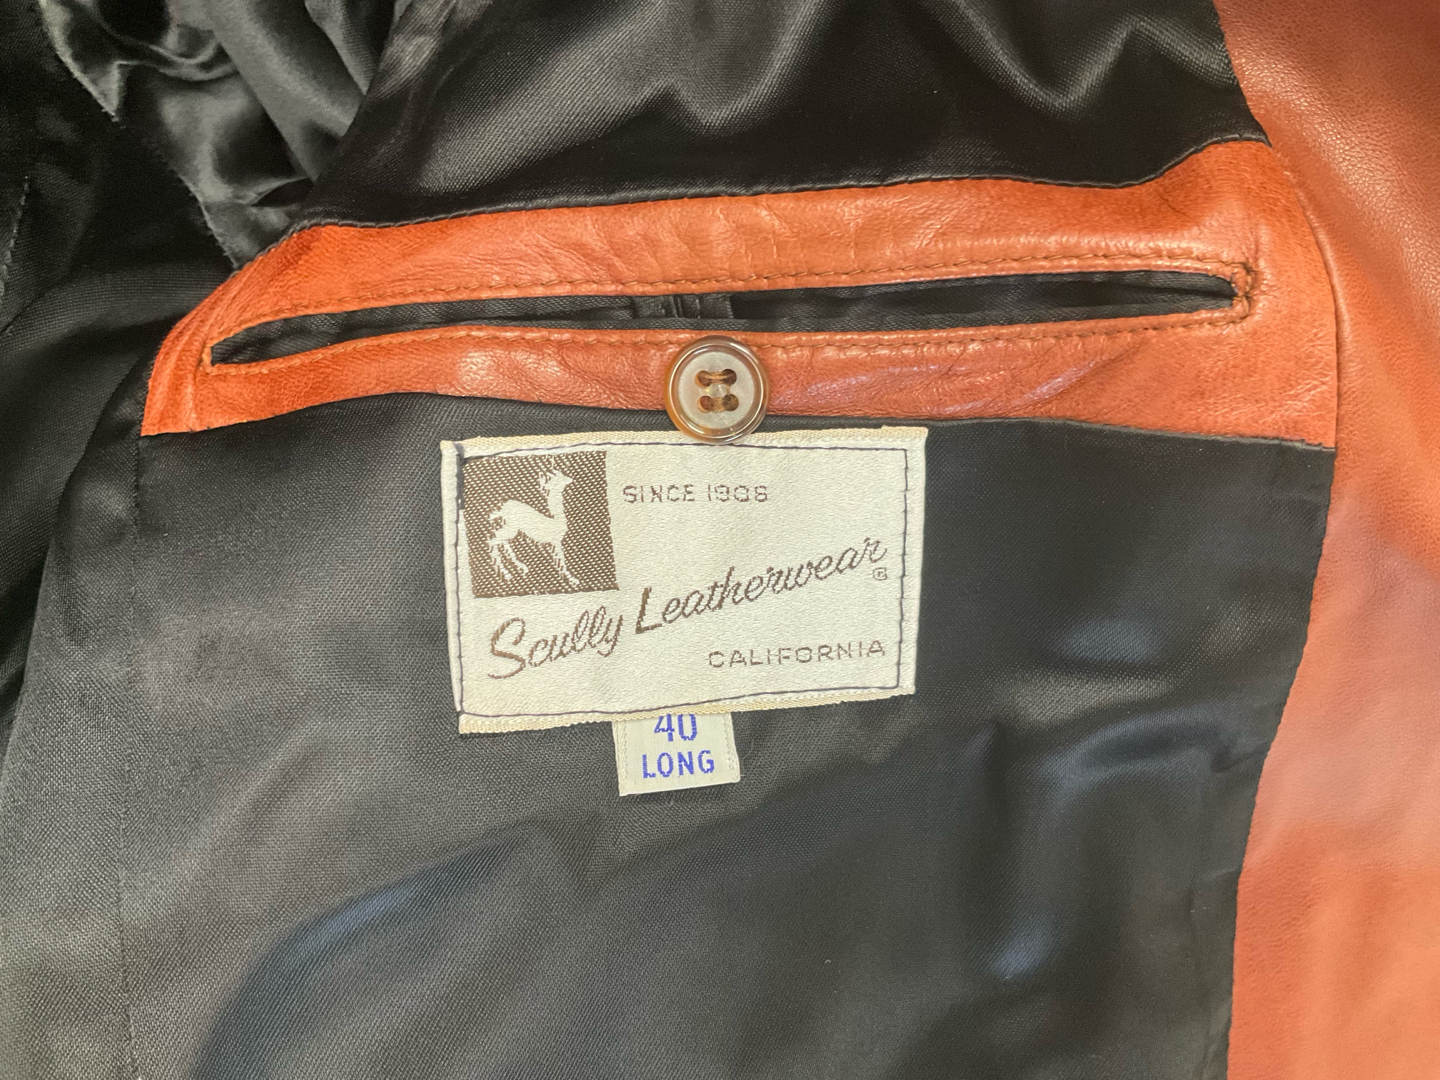 SINCE 1906
Scully Leatherwear
©
CALIFORNIA
40
LONG